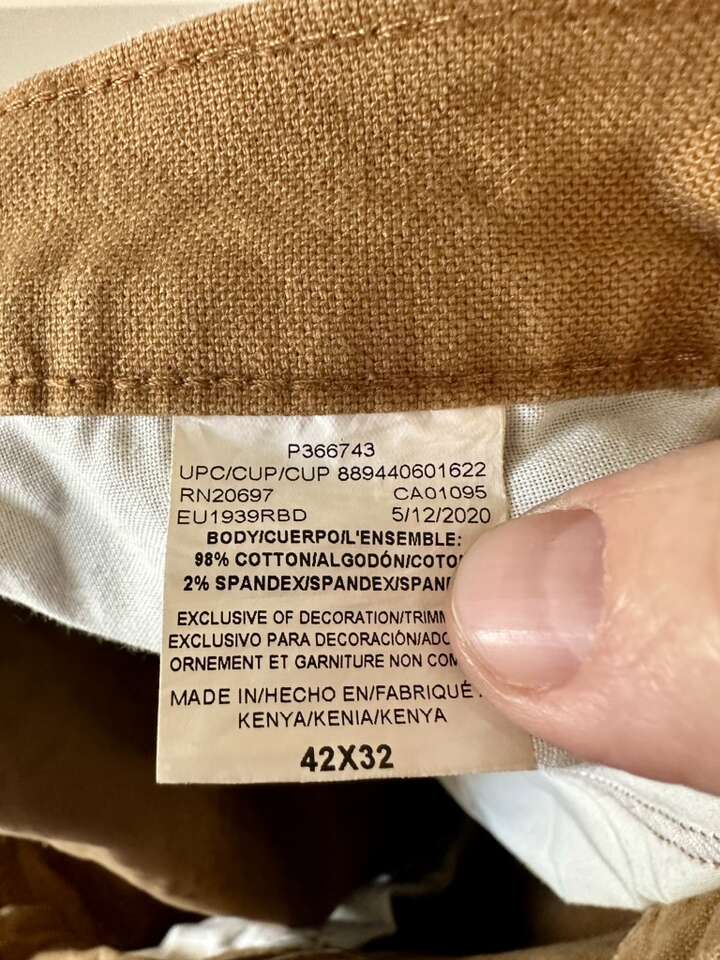 P366743
UPC/CUP/CUP 889440601622
RN20697 CA01095
EU1939RBD 5/12/2020
BODY/CUERPO/L'ENSEMBLE:
98% COTTON/ALGODÓN/COTO
2% SPANDEX/SPANDEX/SPAN
EXCLUSIVE OF DECORATION/TRIMM
EXCLUSIVO PARA DECORACIÓN/ADO
ORNEMENT ET GARNITURE NON COM
MADE IN/HECHO EN/FABRIQUÉ
KENYA/KENIA/KENYA
42X32